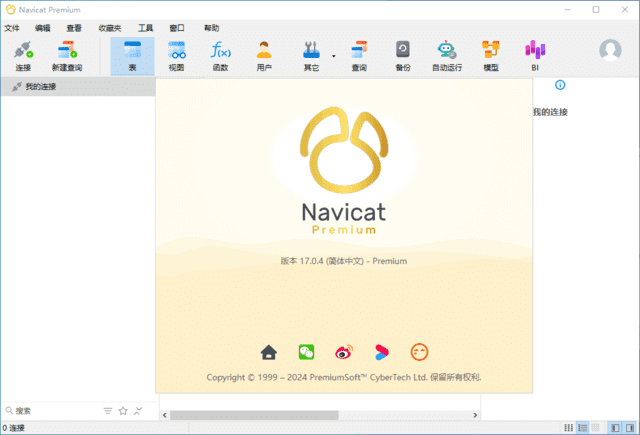 Navicat Premium
文件 编辑 查看 收藏夹 工具 窗口 帮助
连接 新建查询 表 视图 函数 用户 其它 查询 备份 自动运行 模型 BI
f(x)
我的连接
我的连接
Navicat
Premium
版本 17.0.4 (简体中文) - Premium
Copyright © 1999 – 2024 PremiumSoft™ CyberTech Ltd. 保留所有权利.
搜索
0 连接